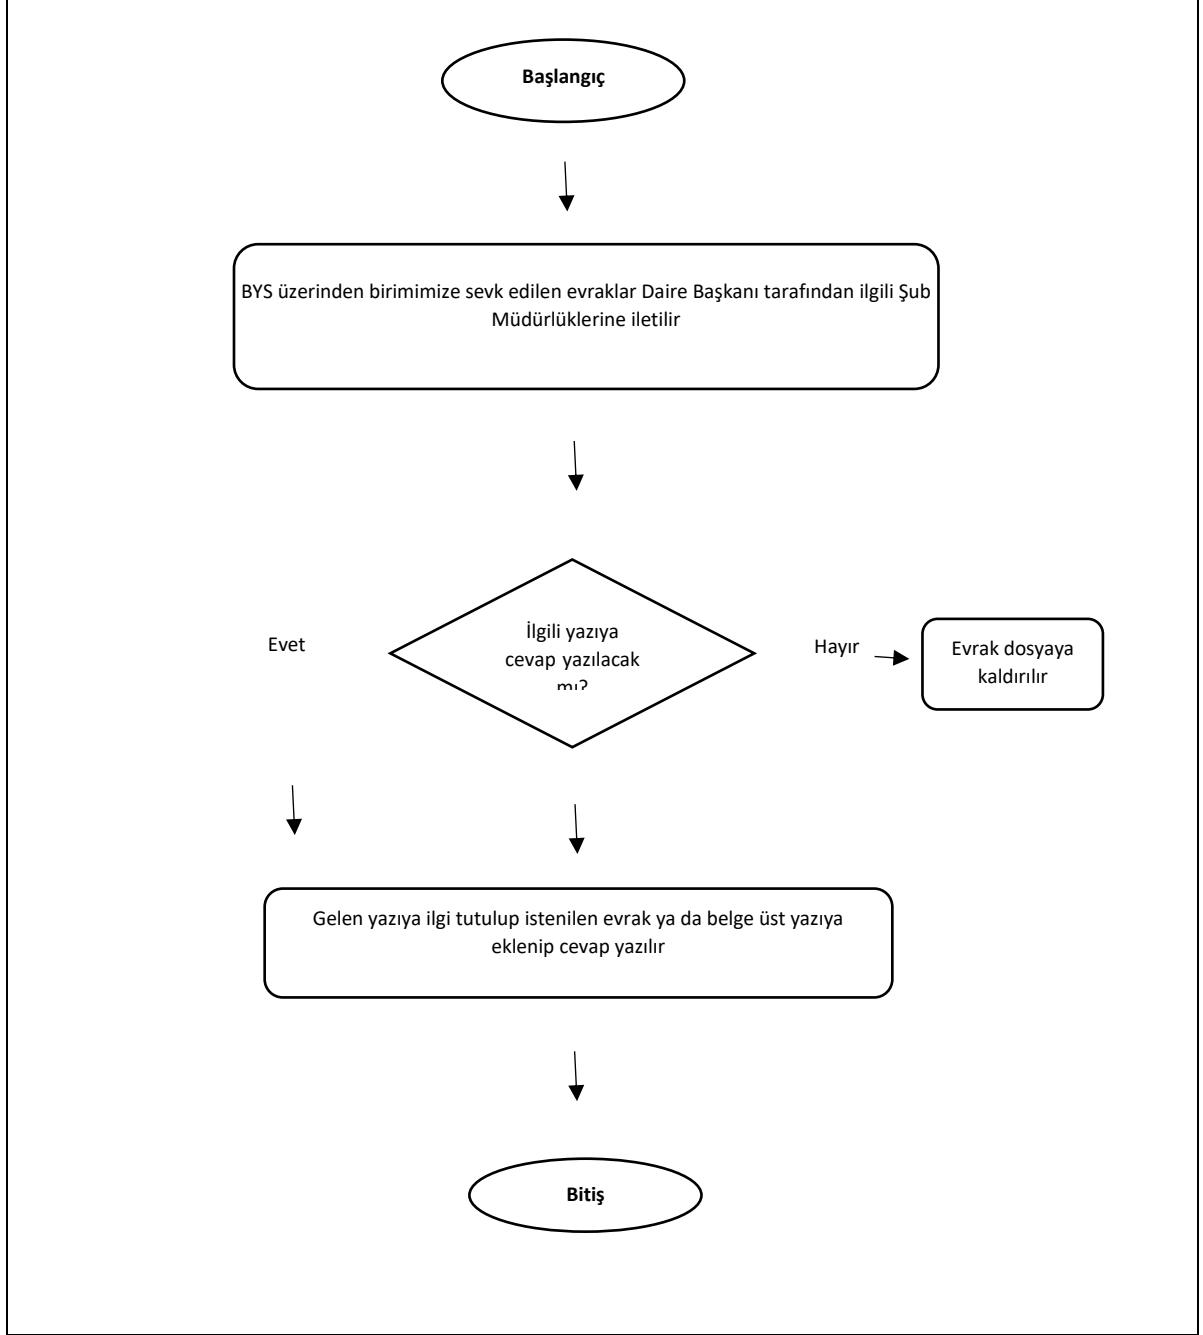 Başlangıç
BYS üzerinden birimimize sevk edilen evraklar Daire Başkanı tarafından ilgili Şub
Müdürlüklerine iletilir
İlgili yazıya
cevap yazılacak
mı?
Evet
Hayır
Evrak dosyaya
kaldırılır
Gelen yazıya ilgi tutulup istenilen evrak ya da belge üst yazıya
eklenip cevap yazılır
Bitiş